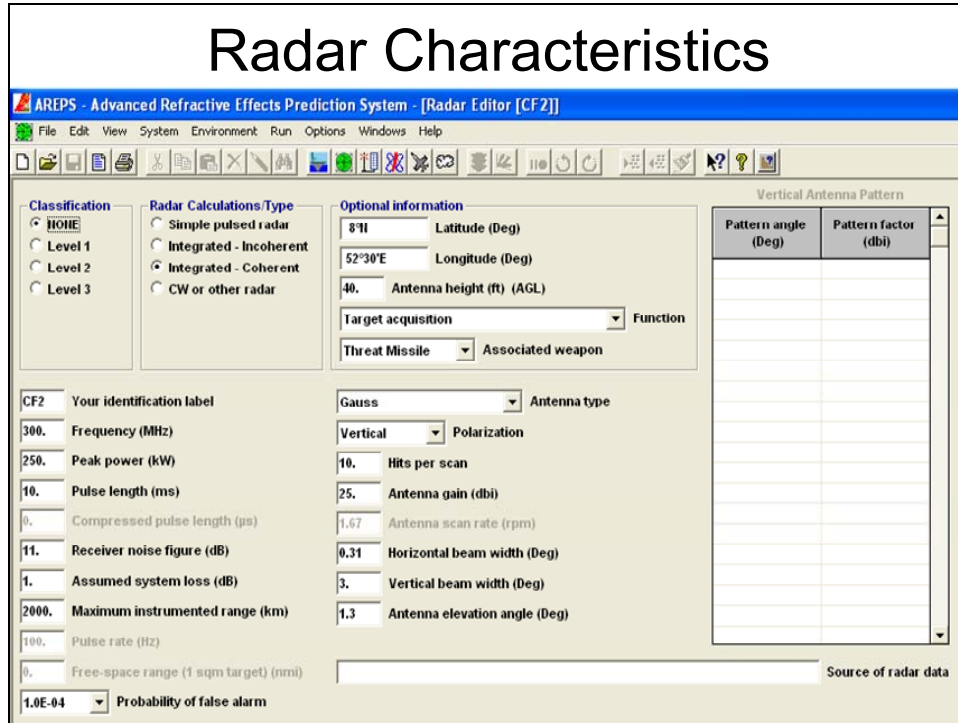 Radar Characteristics
AREPS - Advanced Refractive Effects Prediction System - [Radar Editor [CF2]]
File Edit View System Environment Run Options Windows Help
Classification
NONE
Level 1
Level 2
Level 3
Radar Calculations/Type
Simple pulsed radar
Integrated - Incoherent
Integrated - Coherent
CW or other radar
Optional information
8°N Latitude (Deg)
52°30'E Longitude (Deg)
40. Antenna height (ft) (AGL)
Target acquisition Function
Threat Missile Associated weapon
Vertical Antenna Pattern
Pattern angle (Deg)
Pattern factor (dbi)
CF2 Your identification label
300. Frequency (MHz)
250. Peak power (kW)
10. Pulse length (ms)
0. Compressed pulse length (µs)
11. Receiver noise figure (dB)
1. Assumed system loss (dB)
2000. Maximum instrumented range (km)
100. Pulse rate (Hz)
0. Free-space range (1 sqm target) (nmi)
1.0E-04 Probability of false alarm
Gauss Antenna type
Vertical Polarization
10. Hits per scan
25. Antenna gain (dbi)
1.67 Antenna scan rate (rpm)
0.31 Horizontal beam width (Deg)
3. Vertical beam width (Deg)
1.3 Antenna elevation angle (Deg)
Source of radar data